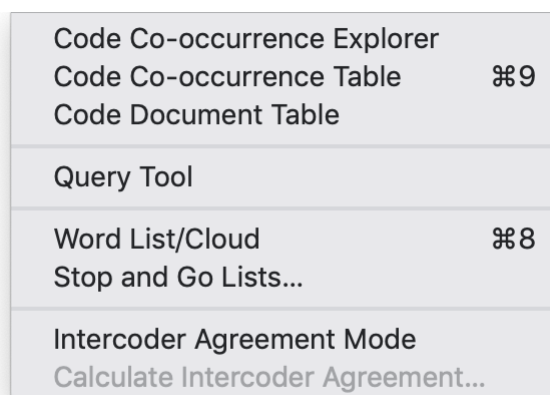 Code Co-occurrence Explorer
Code Co-occurrence Table ⌘9
Code Document Table
Query Tool
Word List/Cloud ⌘8
Stop and Go Lists...
Intercoder Agreement Mode
Calculate Intercoder Agreement...